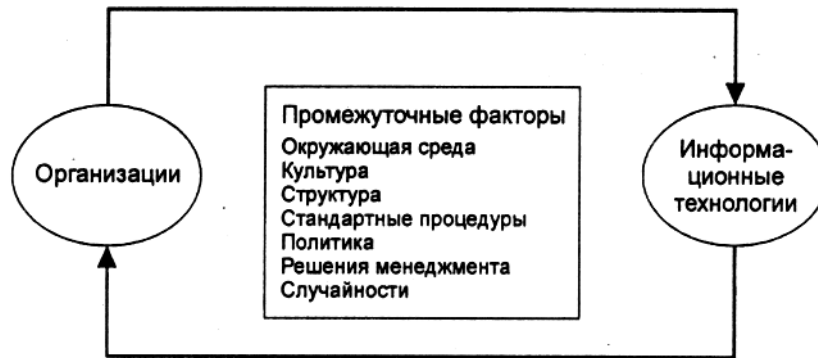 Организации
Промежуточные факторы
Окружающая среда
Культура
Структура
Стандартные процедуры
Политика
Решения менеджмента
Случайности
Информа-
ционные
технологии